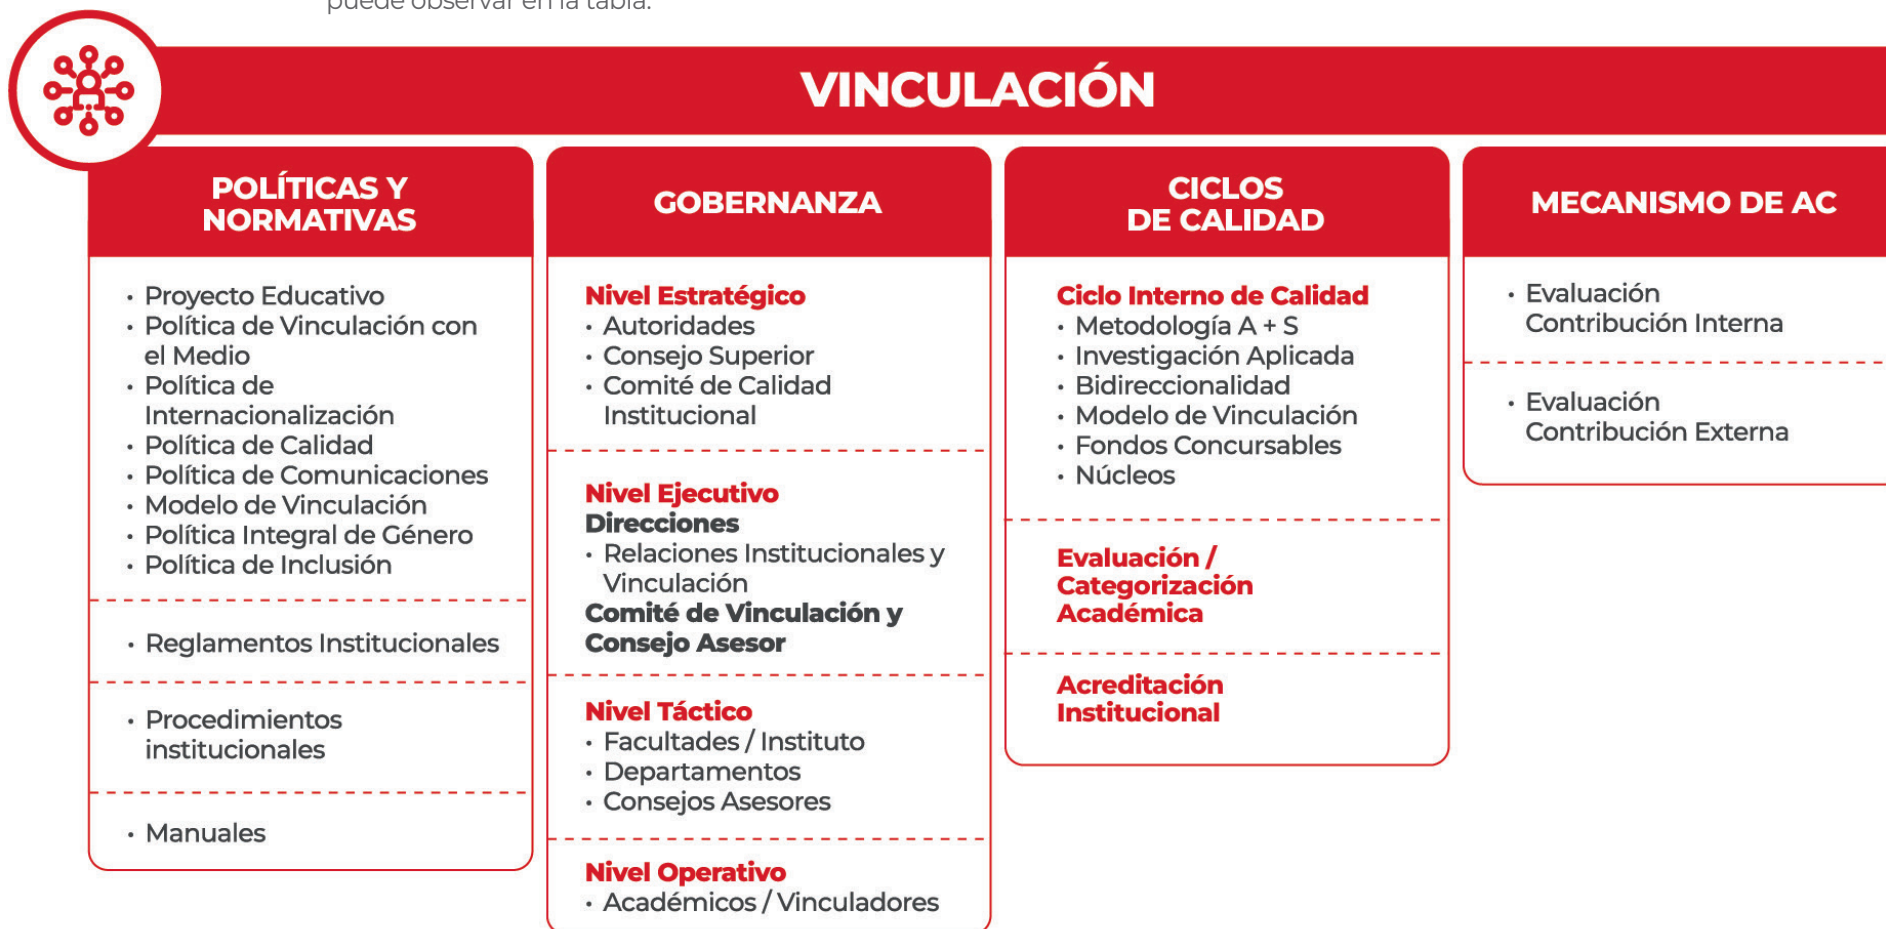 puede observar en la tabla.
VINCULACIÓN
POLÍTICAS Y
NORMATIVAS
· Proyecto Educativo
· Política de Vinculación con
el Medio
· Política de
Internacionalización
· Política de Calidad
· Política de Comunicaciones
· Modelo de Vinculación
· Política Integral de Género
· Política de Inclusión
· Reglamentos Institucionales
· Procedimientos
institucionales
· Manuales
GOBERNANZA
Nivel Estratégico
· Autoridades
· Consejo Superior
· Comité de Calidad
Institucional
Nivel Ejecutivo
Direcciones
· Relaciones Institucionales y
Vinculación
Comité de Vinculación y
Consejo Asesor
Nivel Táctico
· Facultades / Instituto
· Departamentos
· Consejos Asesores
Nivel Operativo
· Académicos / Vinculadores
CICLOS
DE CALIDAD
Ciclo Interno de Calidad
· Metodología A + S
· Investigación Aplicada
· Bidireccionalidad
· Modelo de Vinculación
· Fondos Concursables
· Núcleos
Evaluación /
Categorización
Académica
Acreditación
Institucional
MECANISMO DE AC
· Evaluación
Contribución Interna
· Evaluación
Contribución Externa